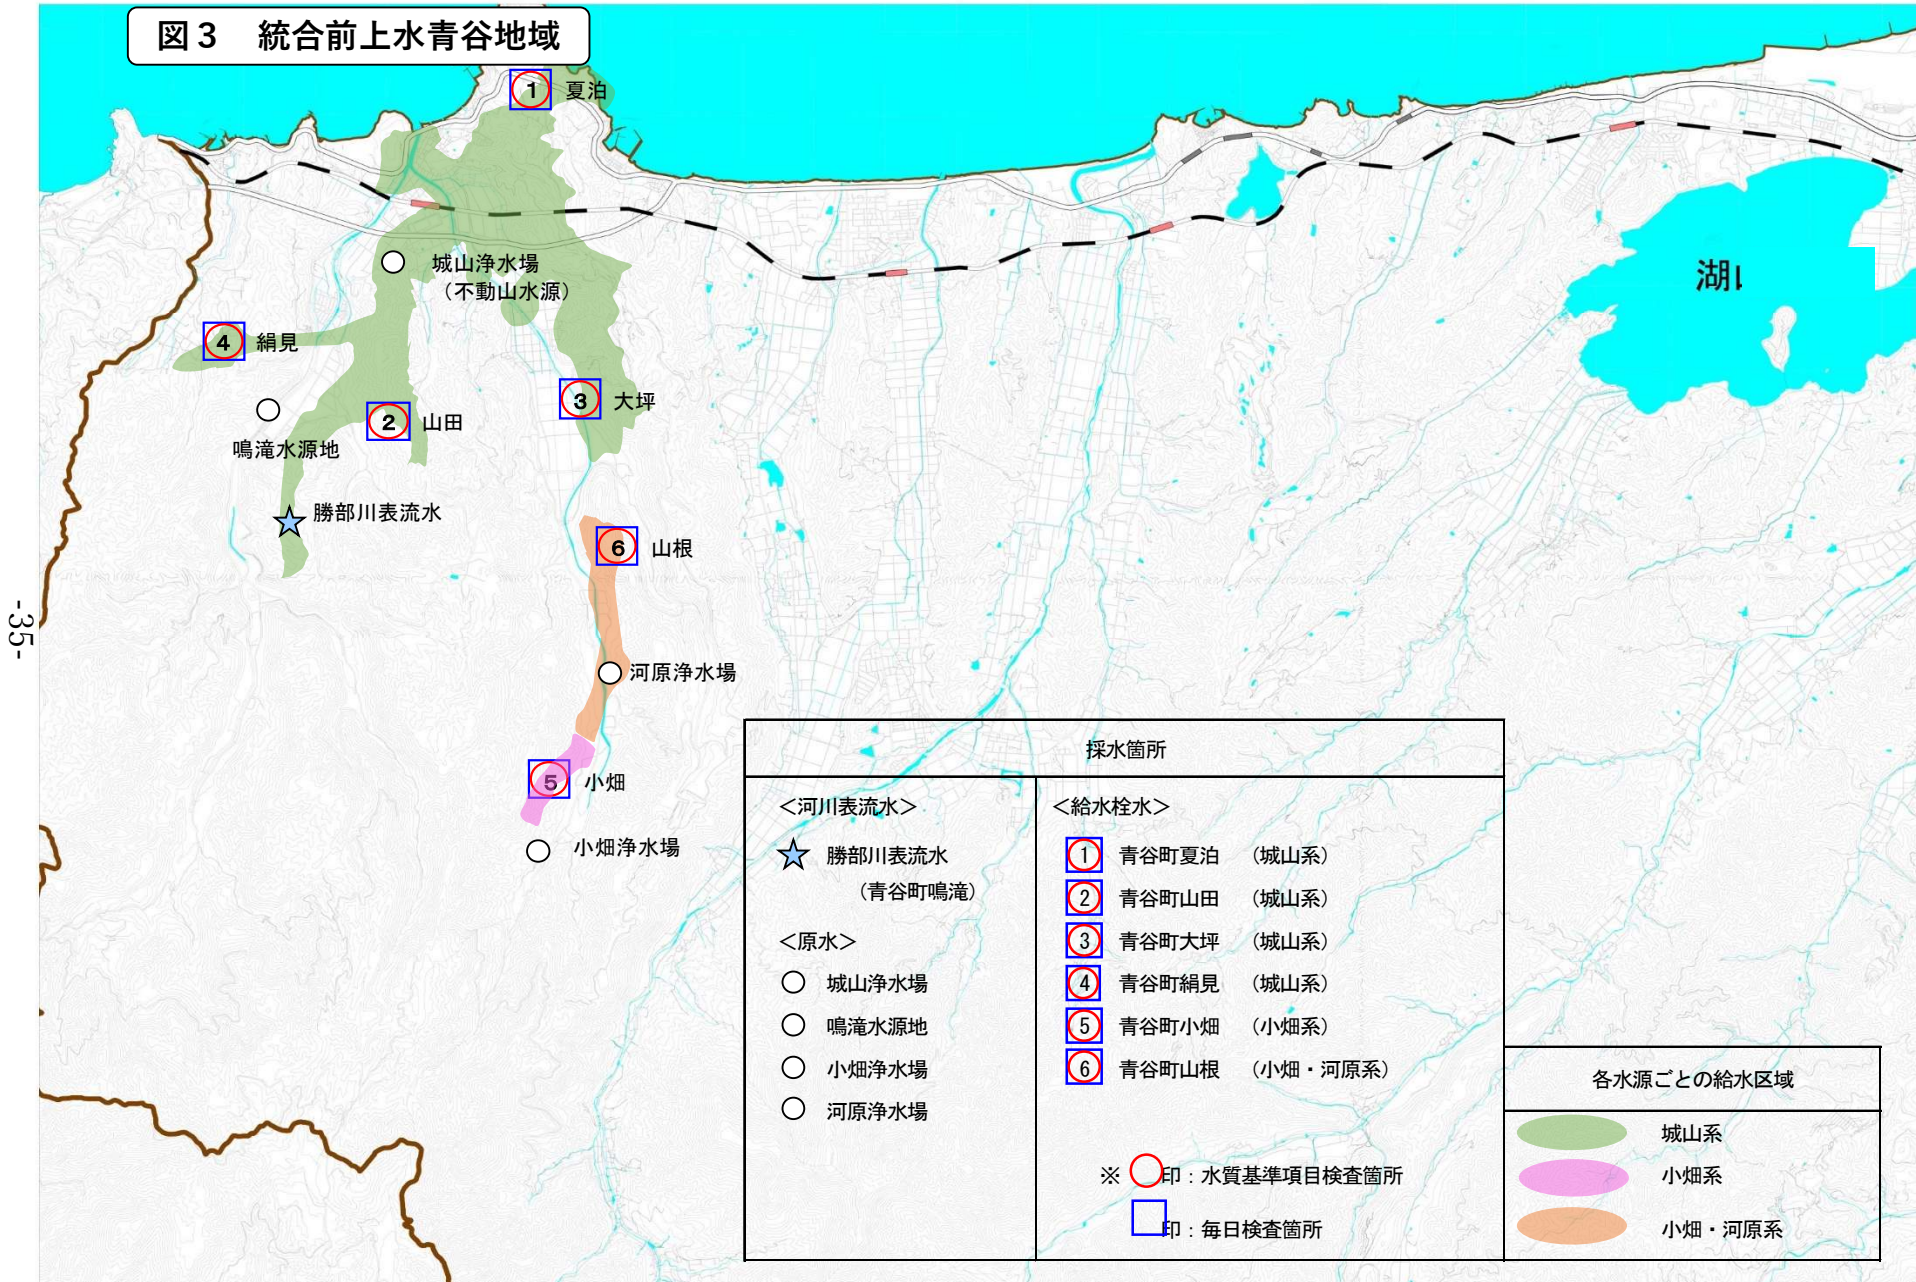 図３　統合前上水青谷地域
1 夏泊
城山浄水場
（不動山水源）
4 絹見
3 大坪
2 山田
鳴滝水源地
勝部川表流水
6 山根
-35-
河原浄水場
5 小畑
小畑浄水場
湖山
採水箇所
＜河川表流水＞
勝部川表流水
（青谷町鳴滝）
＜原水＞
城山浄水場
鳴滝水源地
小畑浄水場
河原浄水場
＜給水栓水＞
1 青谷町夏泊 （城山系）
2 青谷町山田 （城山系）
3 青谷町大坪 （城山系）
4 青谷町絹見 （城山系）
5 青谷町小畑 （小畑系）
6 青谷町山根 （小畑・河原系）
※ 印：水質基準項目検査箇所
印：毎日検査箇所
各水源ごとの給水区域
城山系
小畑系
小畑・河原系